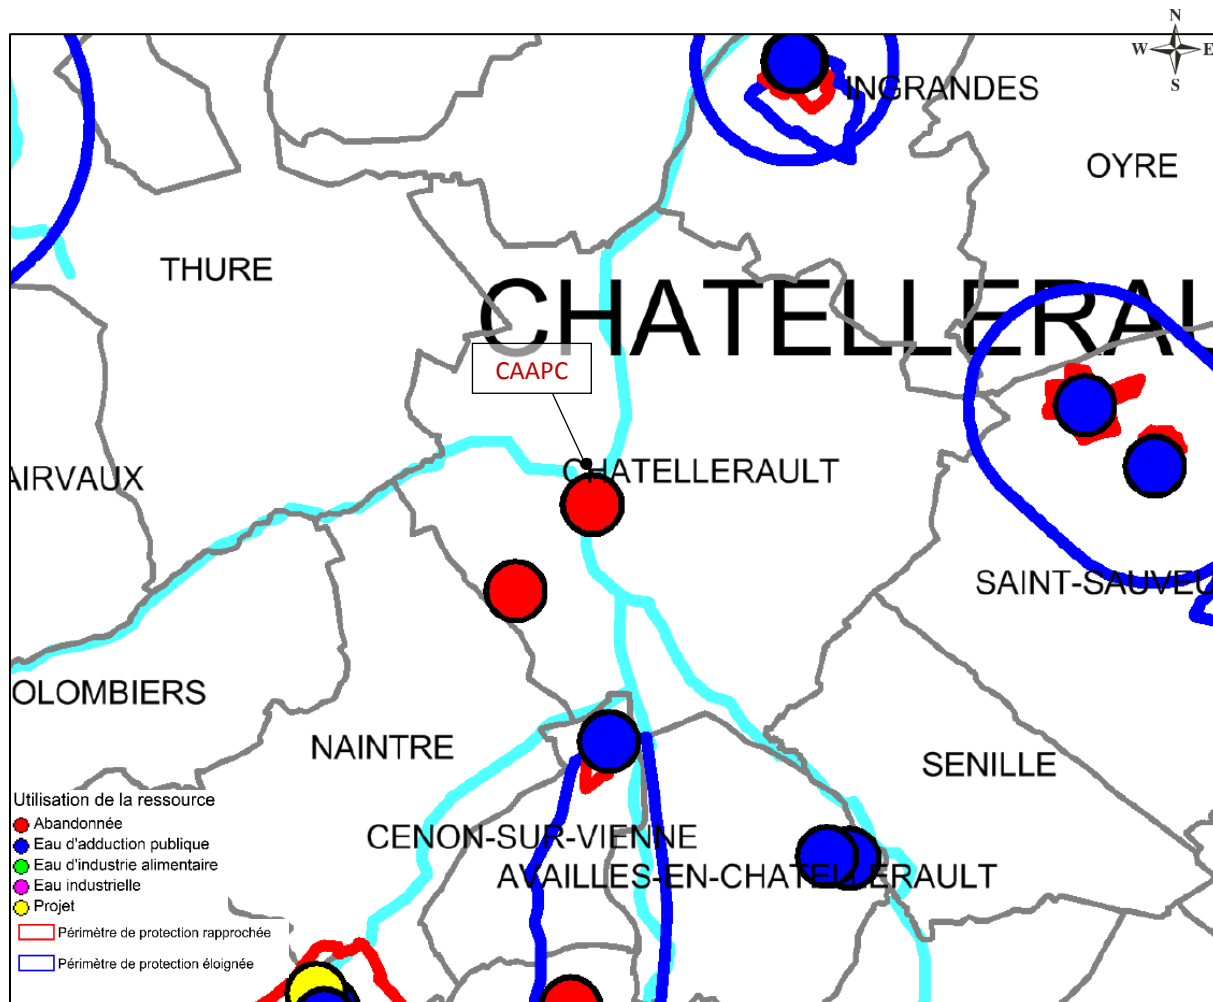 N
W
E
S
INGRANDES
OYRE
THURE
CHATELLERAU
CAAPC
CHATELLERAULT
AIRVAUX
SAINT-SAUVEU
OLOMBIERS
NAINTRE
SENILLE
CENON-SUR-VIENNE
AVAILLES-EN-CHATELLERAULT
Utilisation de la ressource
Abandonnée
Eau d'adduction publique
Eau d'industrie alimentaire
Eau industrielle
Projet
Périmètre de protection rapprochée
Périmètre de protection éloignée